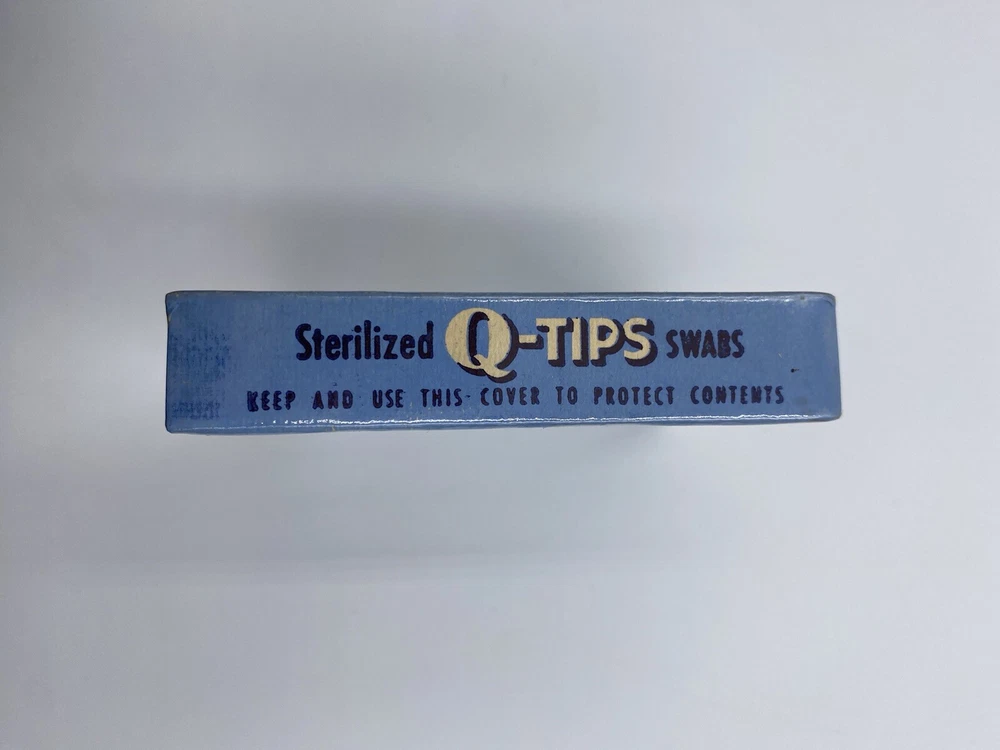 Sterilized Q-TIPS SWABS
KEEP AND USE THIS COVER TO PROTECT CONTENTS